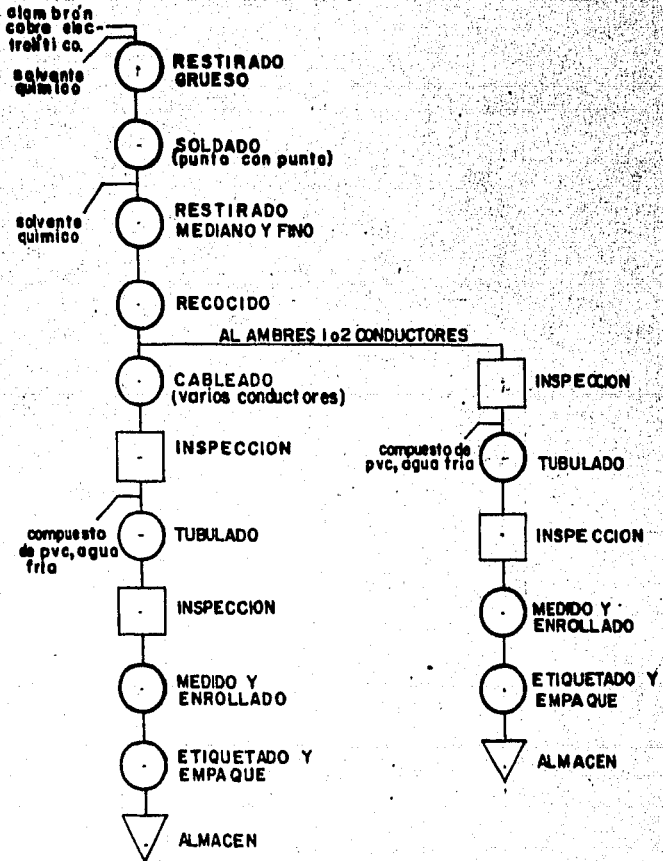 alambrón
cobre elec-
trolítico.
solvente
químico
RESTIRADO
GRUESO
SOLDADO
(punta con punta)
solvente
químico
RESTIRADO
MEDIANO Y FINO
RECOCIDO
ALAMBRES 1o2 CONDUCTORES
CABLEADO
(varios conductores)
INSPECCION
compuesto
de pvc, agua
fria
TUBULADO
INSPECCION
MEDIDO Y
ENROLLADO
ETIQUETADO Y
EMPAQUE
ALMACEN
INSPECCION
compuesto de
pvc, agua fria
TUBULADO
INSPECCION
MEDIDO Y
ENROLLADO
ETIQUETADO Y
EMPAQUE
ALMACEN